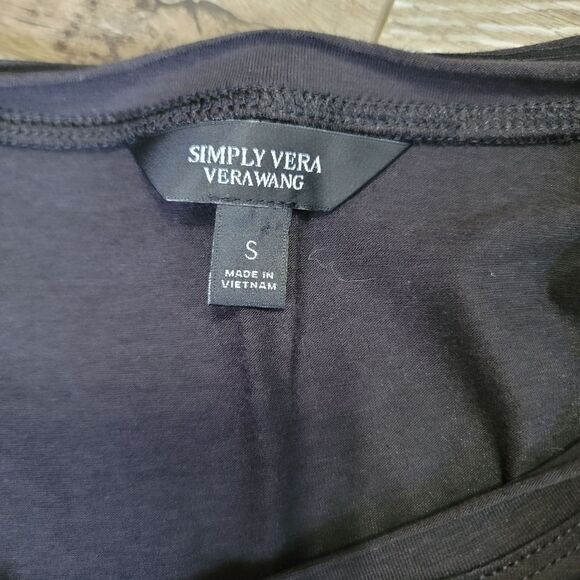 SIMPLY VERA
VERAWANG
S
MADE IN
VIETNAM